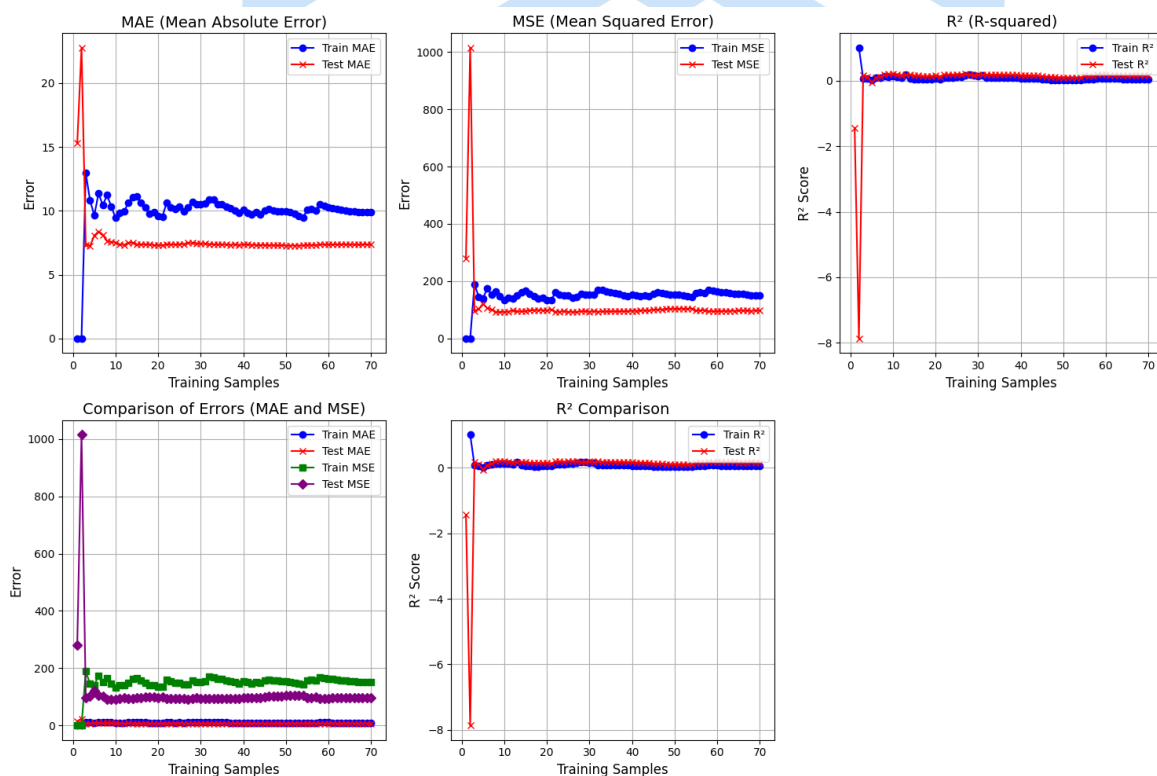 MAE (Mean Absolute Error)
Train MAE
Test MAE
Error
25
20
15
10
5
0
0 10 20 30 40 50 60 70
Training Samples
MSE (Mean Squared Error)
Train MSE
Test MSE
Error
1000
800
600
400
200
0
0 10 20 30 40 50 60 70
Training Samples
R² (R-squared)
Train R²
Test R²
R² Score
0
−2
−4
−6
−8
0 10 20 30 40 50 60 70
Training Samples
Comparison of Errors (MAE and MSE)
Train MAE
Test MAE
Train MSE
Test MSE
Error
1000
800
600
400
200
0
0 10 20 30 40 50 60 70
Training Samples
R² Comparison
Train R²
Test R²
R² Score
0
−2
−4
−6
−8
0 10 20 30 40 50 60 70
Training Samples